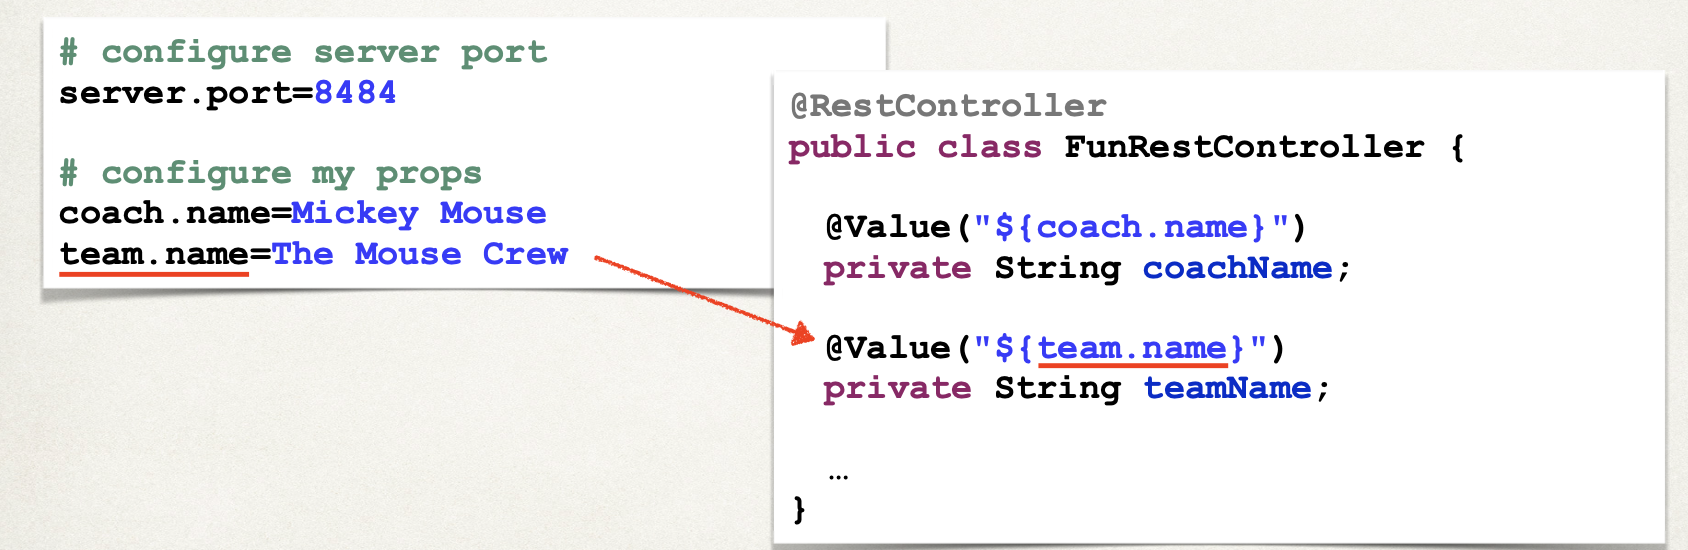 # configure server port
server.port=8484
# configure my props
coach.name=Mickey Mouse
team.name=The Mouse Crew
@RestController
public class FunRestController {
@Value("${coach.name}")
private String coachName;
@Value("${team.name}")
private String teamName;
…
}